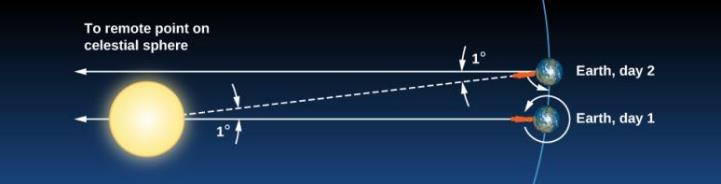 To remote point on
celestial sphere
1°
Earth, day 2
1°
Earth, day 1